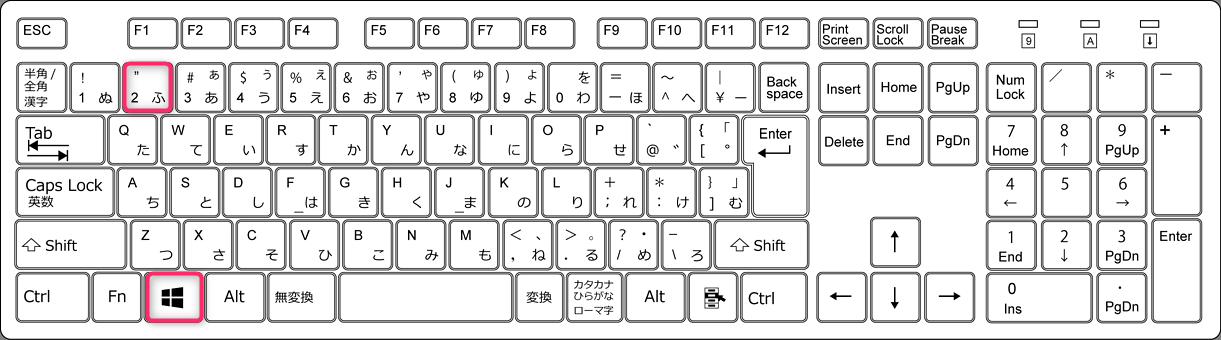 ESC F1 F2 F3 F4 F5 F6 F7 F8 F9 F10 F11 F12 Print Screen Scroll Lock Pause Break 9 A ⬇
半角/
全角
漢字
! 1 ぬ
" 2 ふ
# ぁ 3 あ
$ ぅ 4 う
% ぇ 5 え
& ぉ 6 お
' ゃ 7 や
( ゅ 8 ゆ
) ょ 9 よ
を 0 わ
= ー ほ
～ ^ へ
| ¥ ー
Back
space
Insert Home PgUp
Num
Lock
／ * ー
Tab
Q た
W て
E い
R す
T か
Y ん
U な
I に
O ら
P せ
` @ ゛
{ 「 [ °
Enter
Delete End PgDn
7 Home
8 ↑
9 PgUp
+
Caps Lock
英数
A ち
S と
D し
F _は
G き
H く
J _ま
K の
L り
+ ; れ
* : け
} 」 ] む
4 ←
5
6 →
Shift
Z つ
X さ
C そ
V ひ
B こ
N み
M も
< 、 , ね
> 。 . る
? ・ / め
_ \ ろ
Shift
↑
1 End
2 ↓
3 PgDn
Enter
Ctrl Fn Alt 無変換 変換
カタカナ
ひらがな
ローマ字
Alt Ctrl
← ↓ →
0 Ins
. PgDn